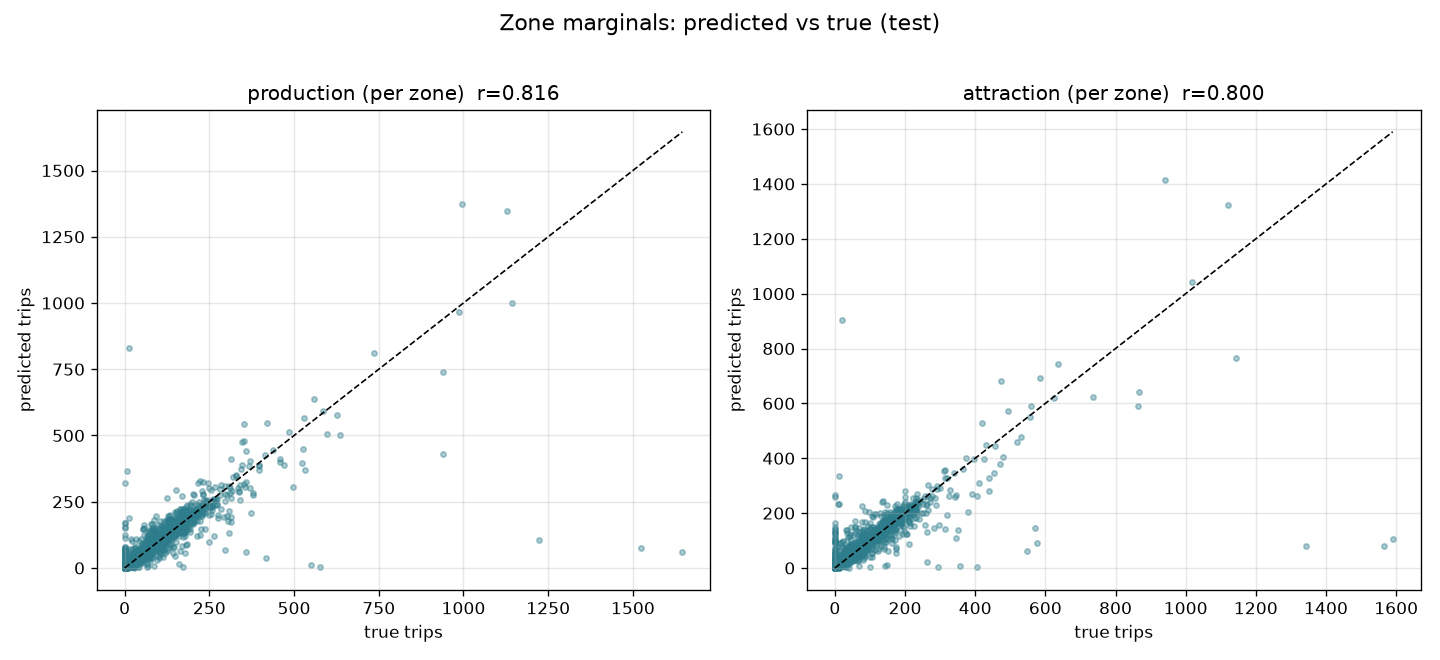 Zone marginals: predicted vs true (test)
production (per zone)  r=0.816
1500
1250
1000
750
500
250
0
predicted trips
0 250 500 750 1000 1250 1500
true trips
attraction (per zone)  r=0.800
1600
1400
1200
1000
800
600
400
200
0
predicted trips
0 200 400 600 800 1000 1200 1400 1600
true trips